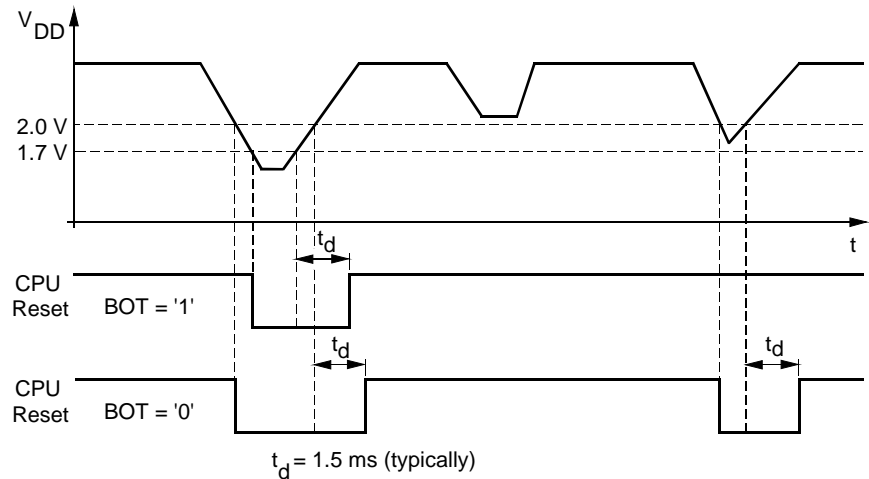 V
DD
2.0 V
1.7 V
t
td
CPU
Reset
BOT = '1'
td
td
CPU
Reset
BOT = '0'
td = 1.5 ms (typically)